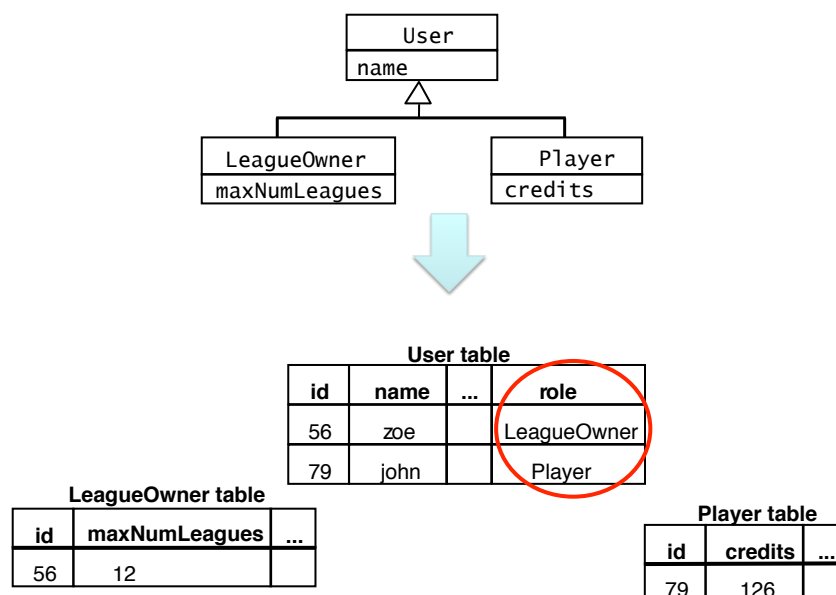 User
name
LeagueOwner
maxNumLeagues
Player
credits
User table
id name ... role
56 zoe LeagueOwner
79 john Player
LeagueOwner table
id maxNumLeagues ...
56 12
Player table
id credits ...
79 126